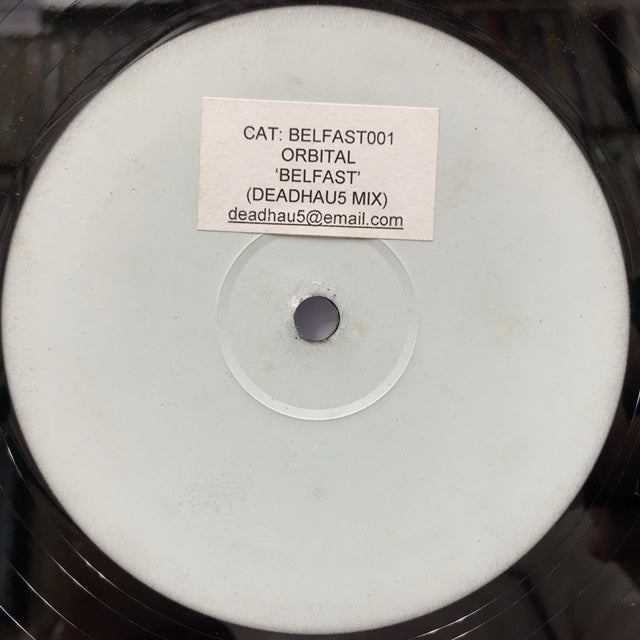 CAT: BELFAST001
ORBITAL
‘BELFAST’
(DEADHAU5 MIX)
deadhau5@email.com